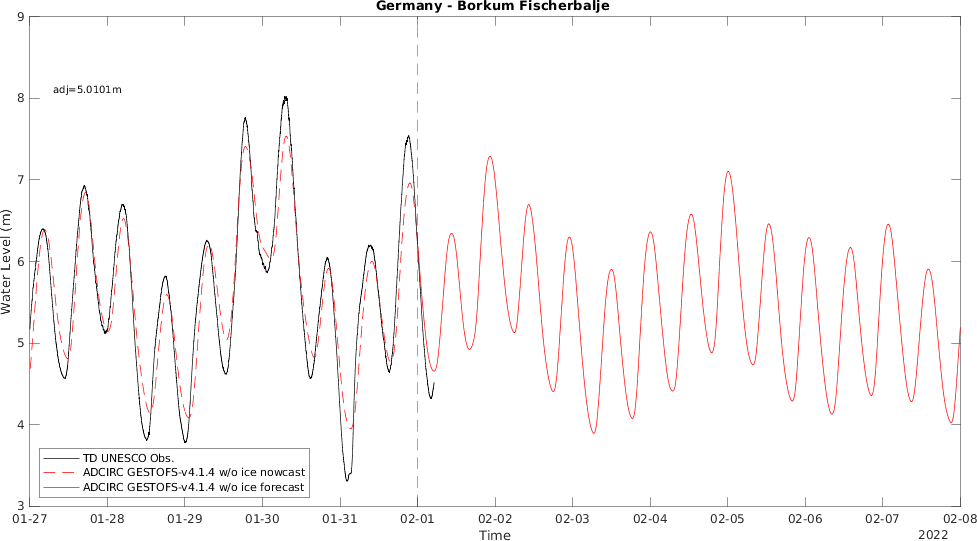 Germany - Borkum Fischerbalje
9
8
7
6
5
4
3
Water Level (m)
adj=5.0101m
TD UNESCO Obs.
ADCIRC GESTOFS-v4.1.4 w/o ice nowcast
ADCIRC GESTOFS-v4.1.4 w/o ice forecast
01-27 01-28 01-29 01-30 01-31 02-01 02-02 02-03 02-04 02-05 02-06 02-07 02-08
Time
2022